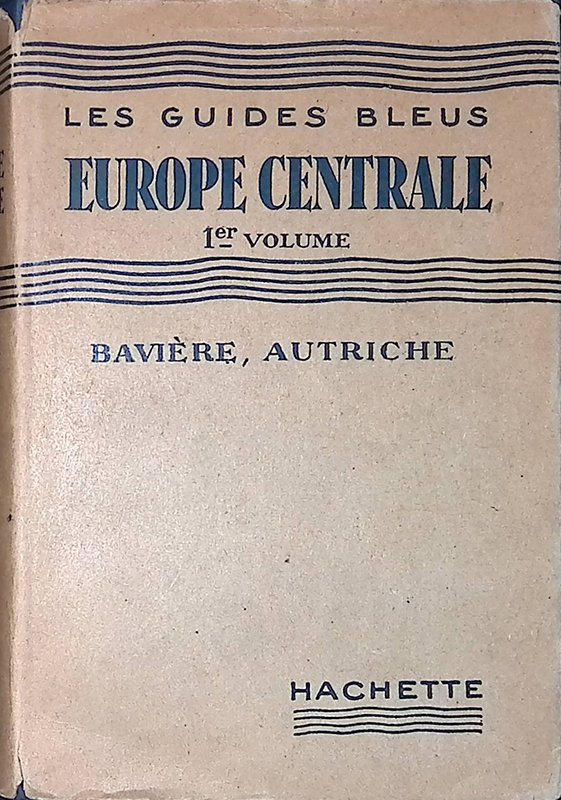 LES GUIDES BLEUS
EUROPE CENTRALE
1er VOLUME
BAVIÈRE, AUTRICHE
HACHETTE